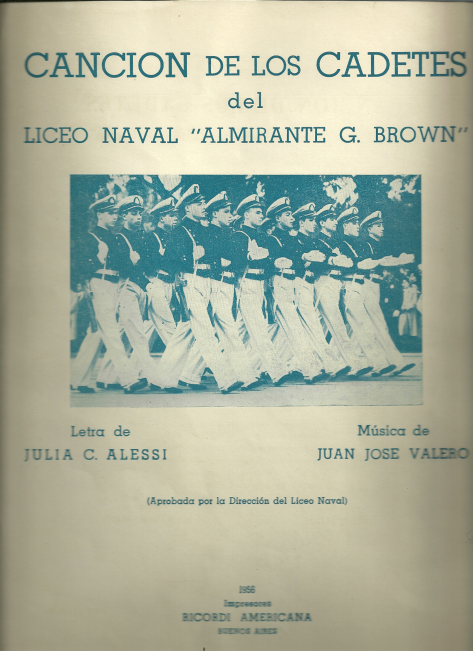 CANCION DE LOS CADETES
del
LICEO NAVAL "ALMIRANTE G. BROWN"
Letra de
JULIA C. ALESSI
Música de
JUAN JOSE VALERO
(Aprobada por la Dirección del Liceo Naval)
1956
Impresores
RICORDI AMERICANA
BUENOS AIRES